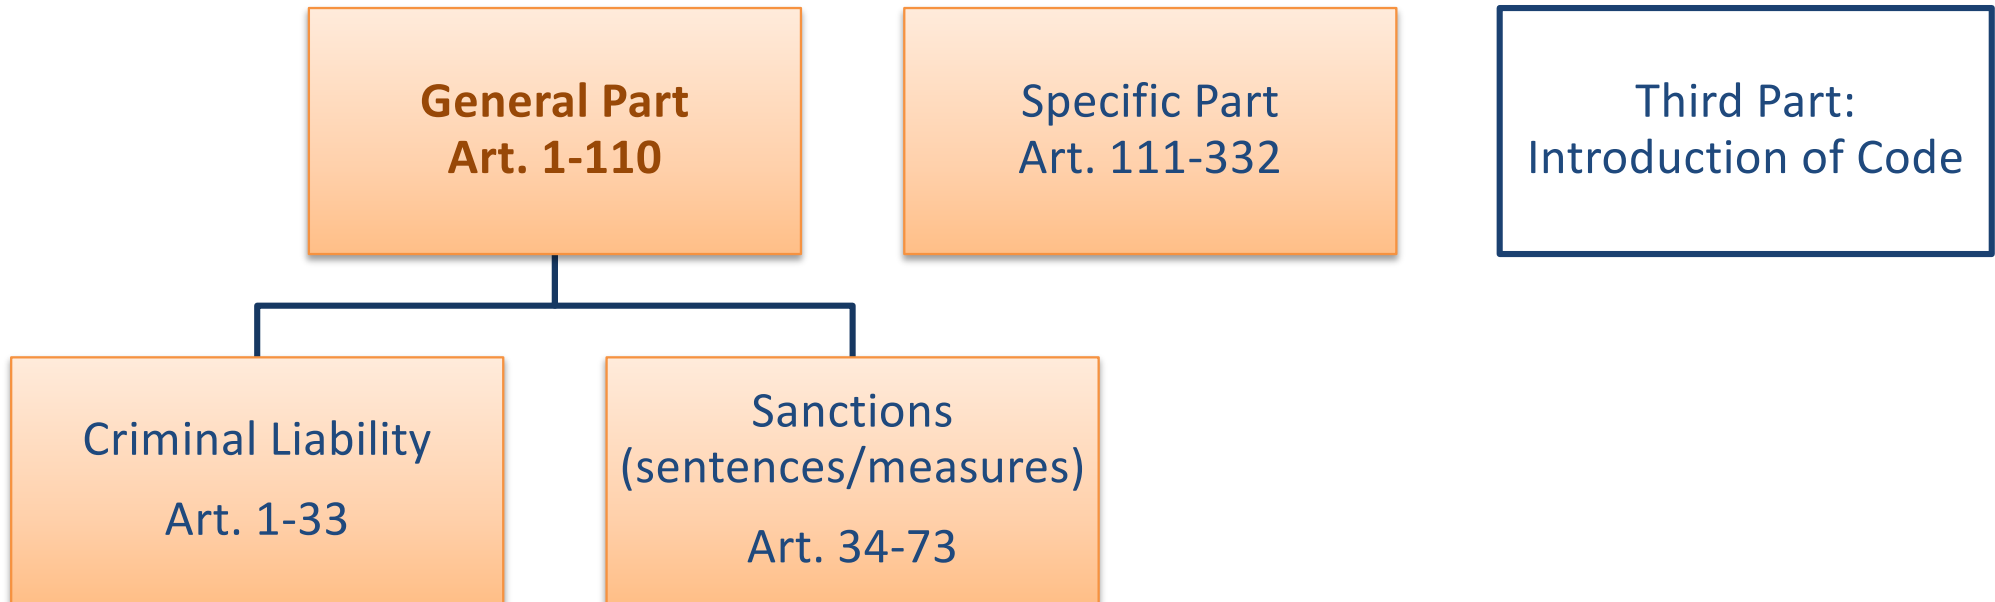 General Part
Art. 1-110
Specific Part
Art. 111-332
Third Part:
Introduction of Code
Criminal Liability
Art. 1-33
Sanctions
(sentences/measures)
Art. 34-73